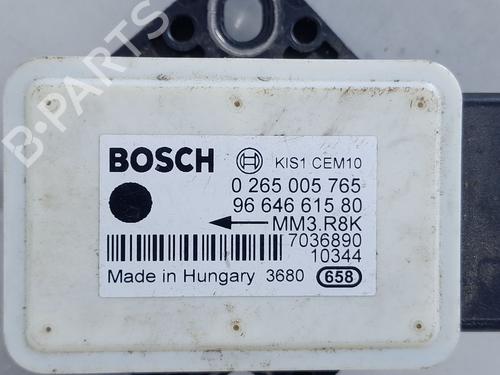 BOSCH KIS1 CEM10
0 265 005 765
96 646 615 80
MM3.R8K
7036890
10344
Made in Hungary 3680 658
B-PARTS